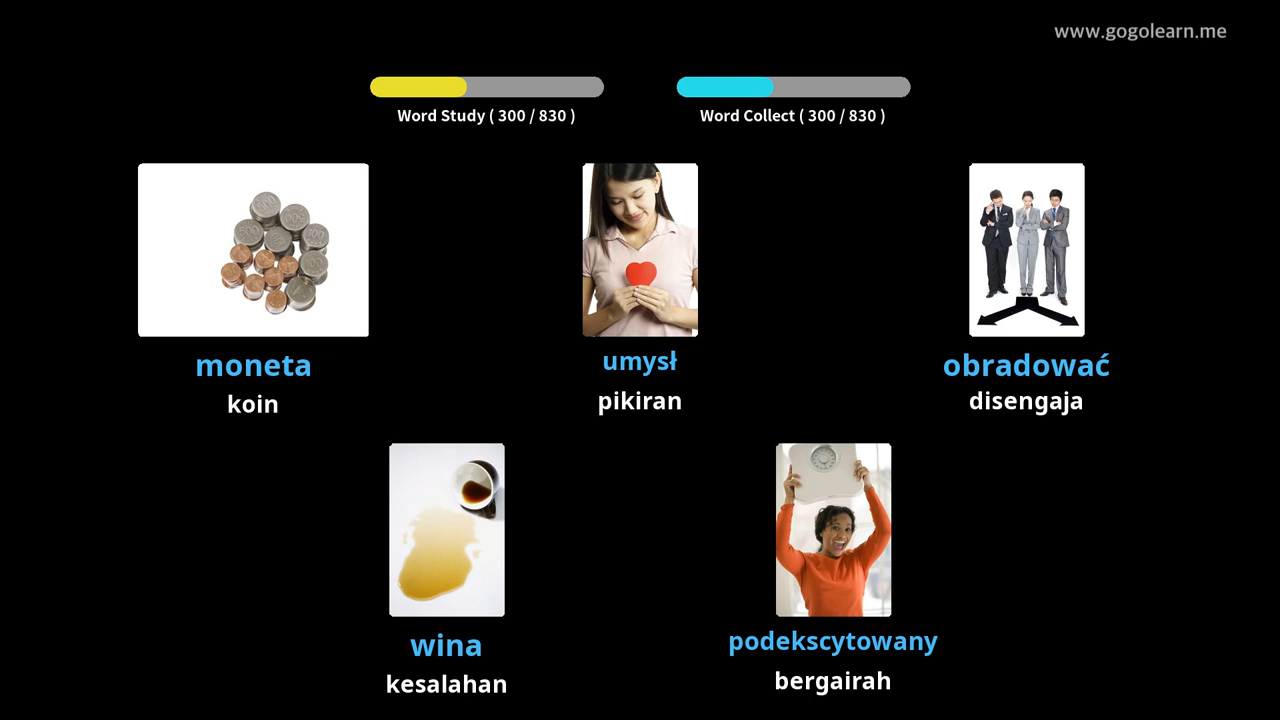 www.gogolearn.me
Word Study ( 300 / 830 )
Word Collect ( 300 / 830 )
moneta
koin
umysł
pikiran
obradować
disengaja
wina
kesalahan
podekscytowany
bergairah